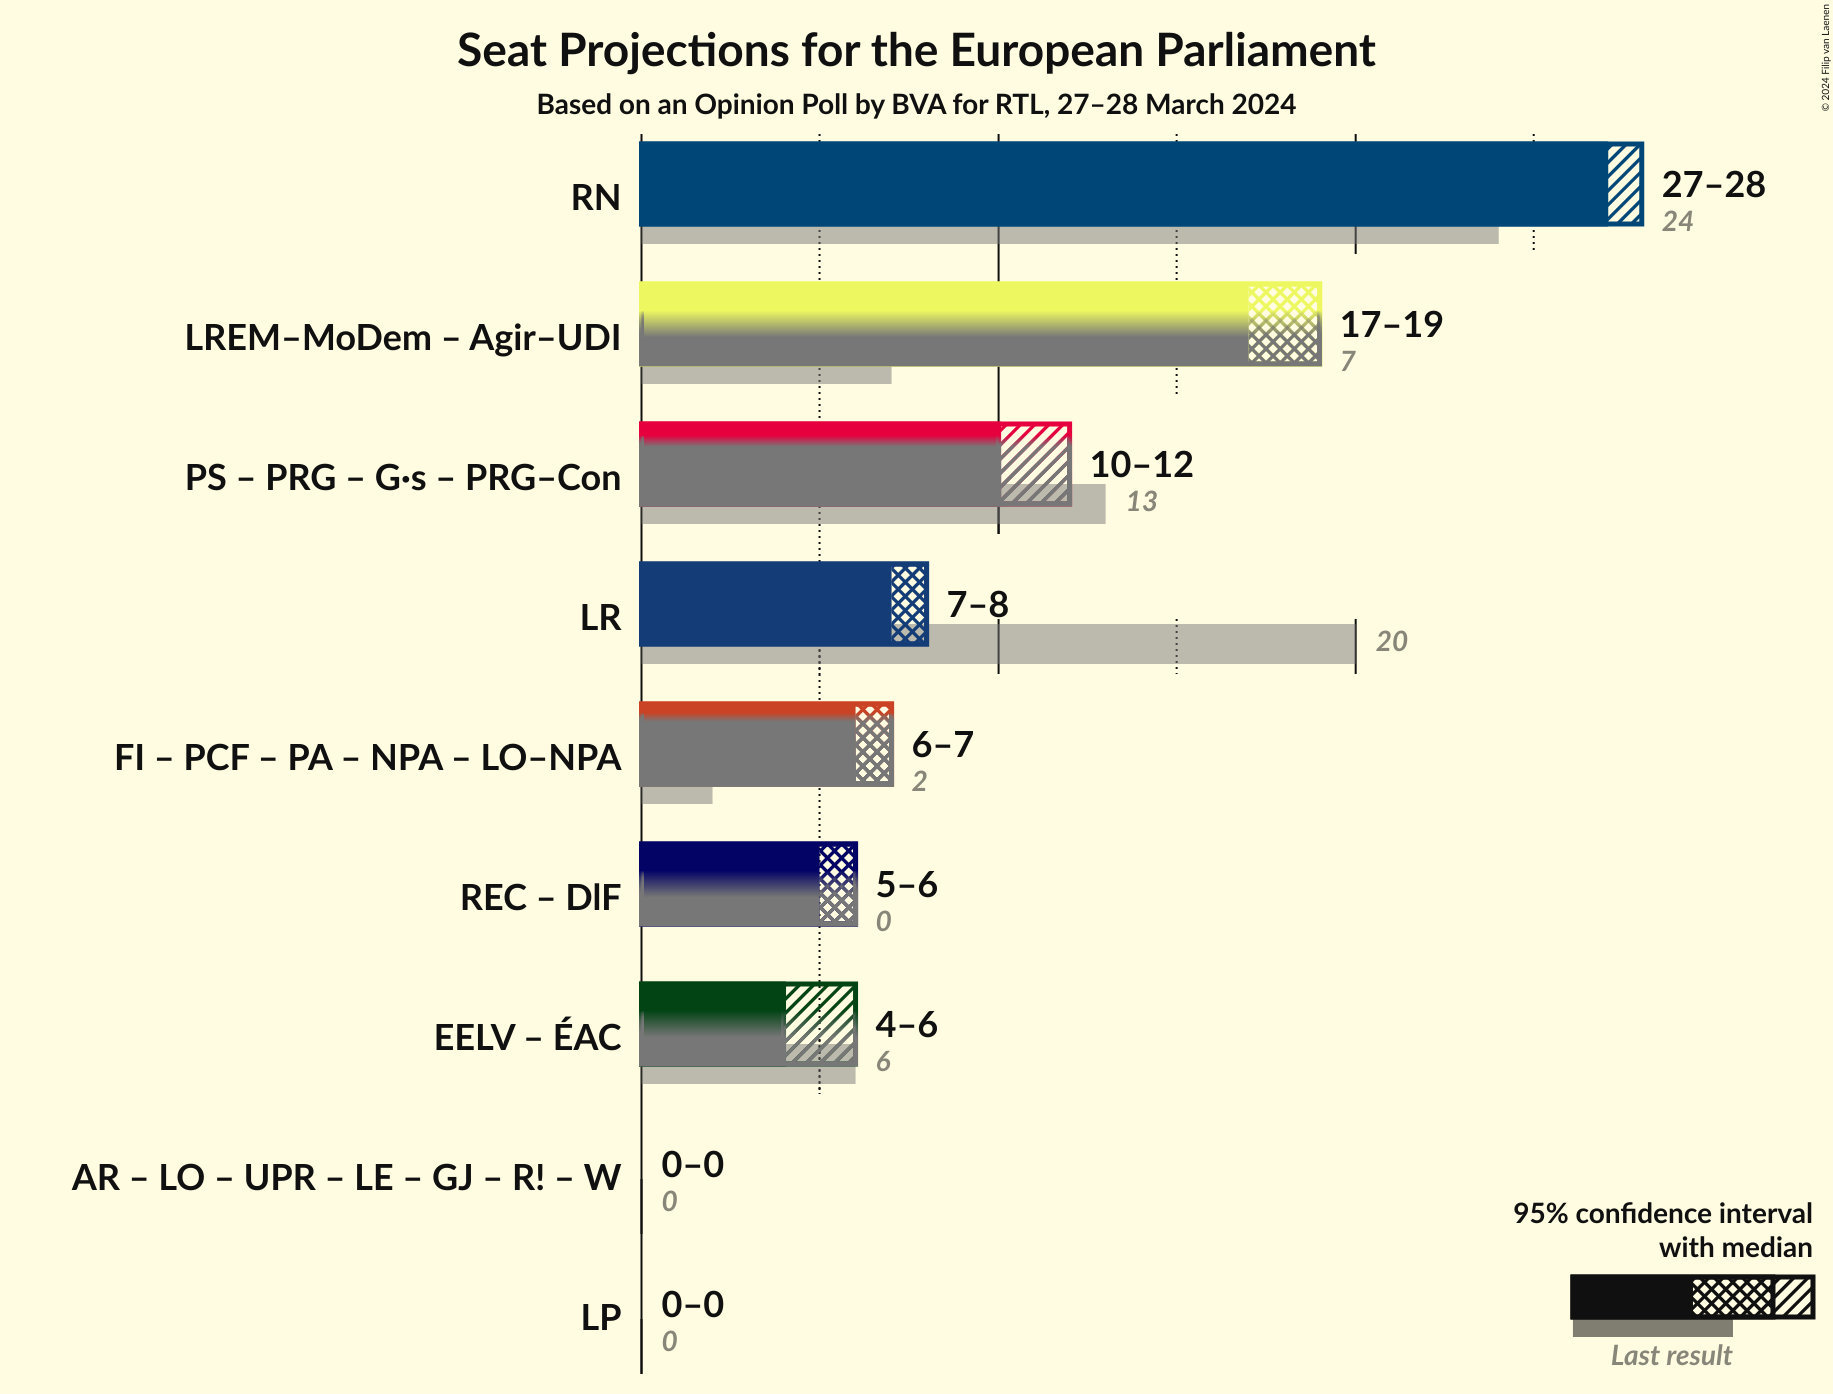 Seat Projections for the European Parliament
Based on an Opinion Poll by BVA for RTL, 27–28 March 2024
© 2024 Filip van Laenen
RN
27–28
24
LREM–MoDem – Agir–UDI
17–19
7
PS – PRG – G·s – PRG–Con
10–12
13
LR
7–8
20
FI – PCF – PA – NPA – LO–NPA
6–7
2
REC – DlF
5–6
0
EELV – ÉAC
4–6
6
AR – LO – UPR – LE – GJ – R! – W
0–0
0
LP
0–0
0
95% confidence interval
with median
Last result